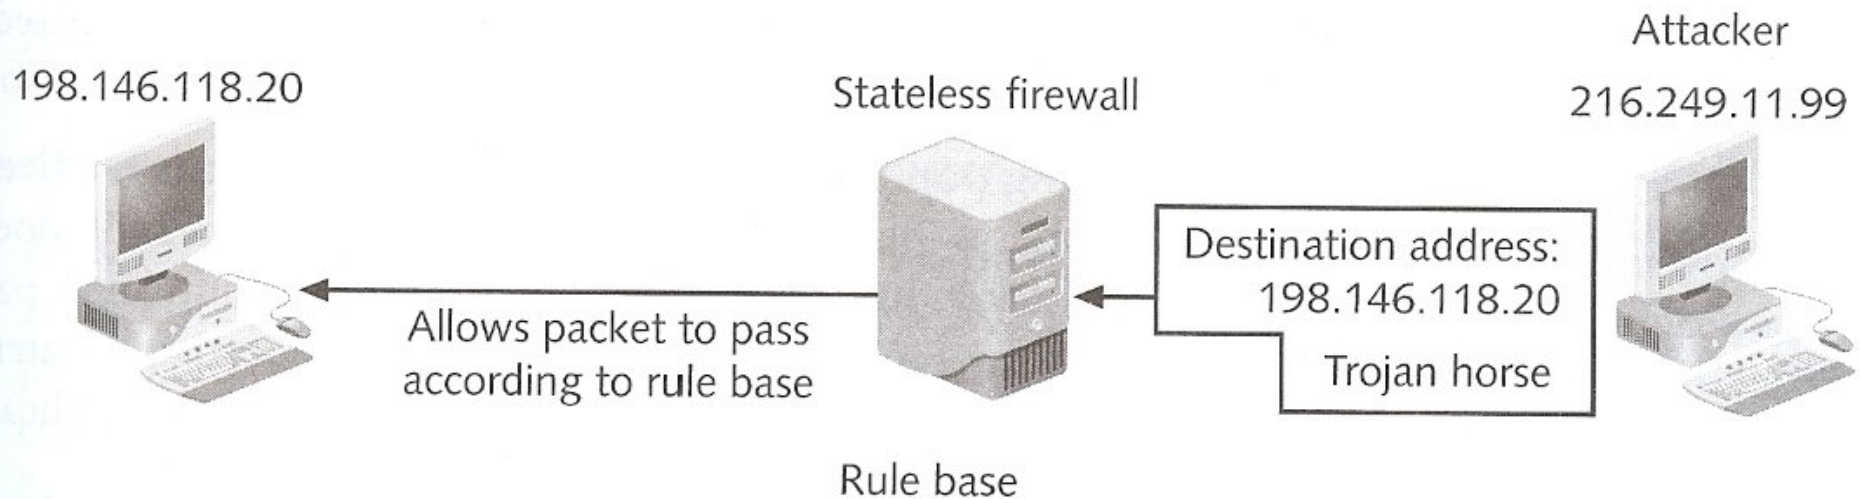 198.146.118.20
Stateless firewall
Attacker
216.249.11.99
Destination address:
198.146.118.20
Trojan horse
Allows packet to pass
according to rule base
Rule base